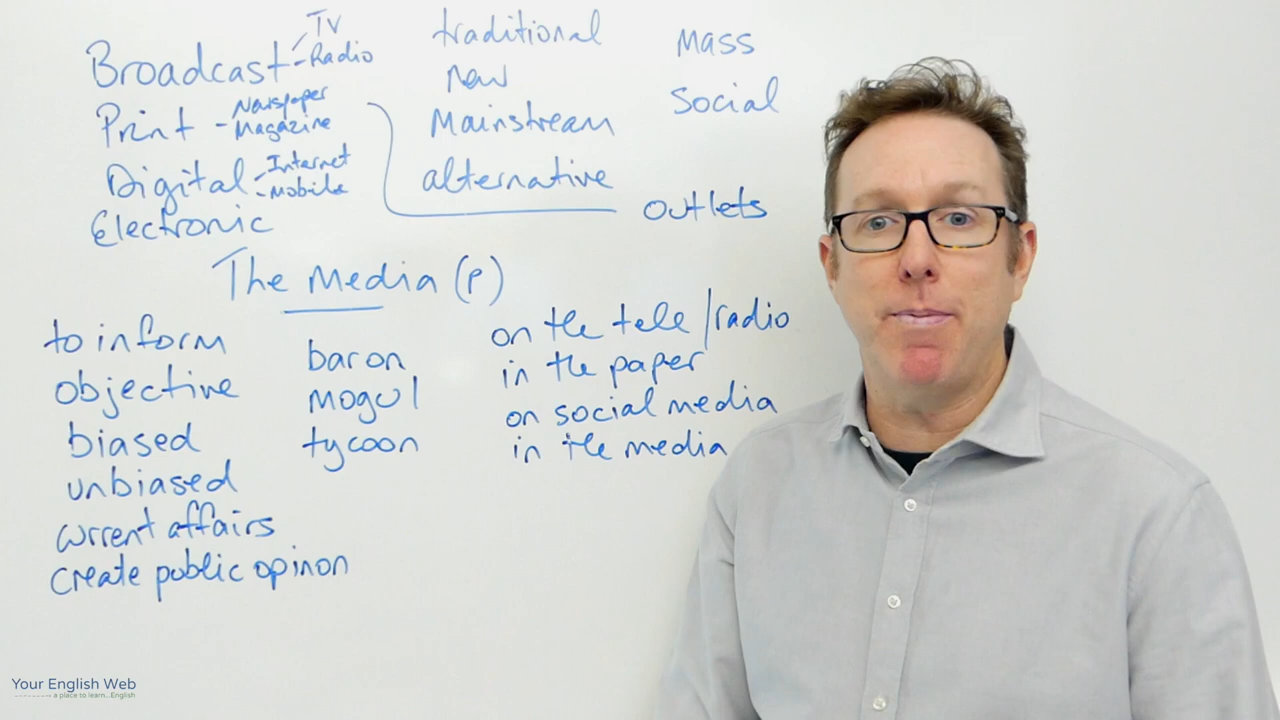 Broadcast - TV
- Radio
Print - Newspaper
- Magazine
Digital - Internet
- Mobile
Electronic
traditional
new
Mainstream
alternative
Mass
Social
outlets
The Media (P)
to inform
objective
biased
unbiased
current affairs
create public opinon
baron
mogul
tycoon
on the tele/radio
in the paper
on social media
in the media
Your English Web
a place to learn...English